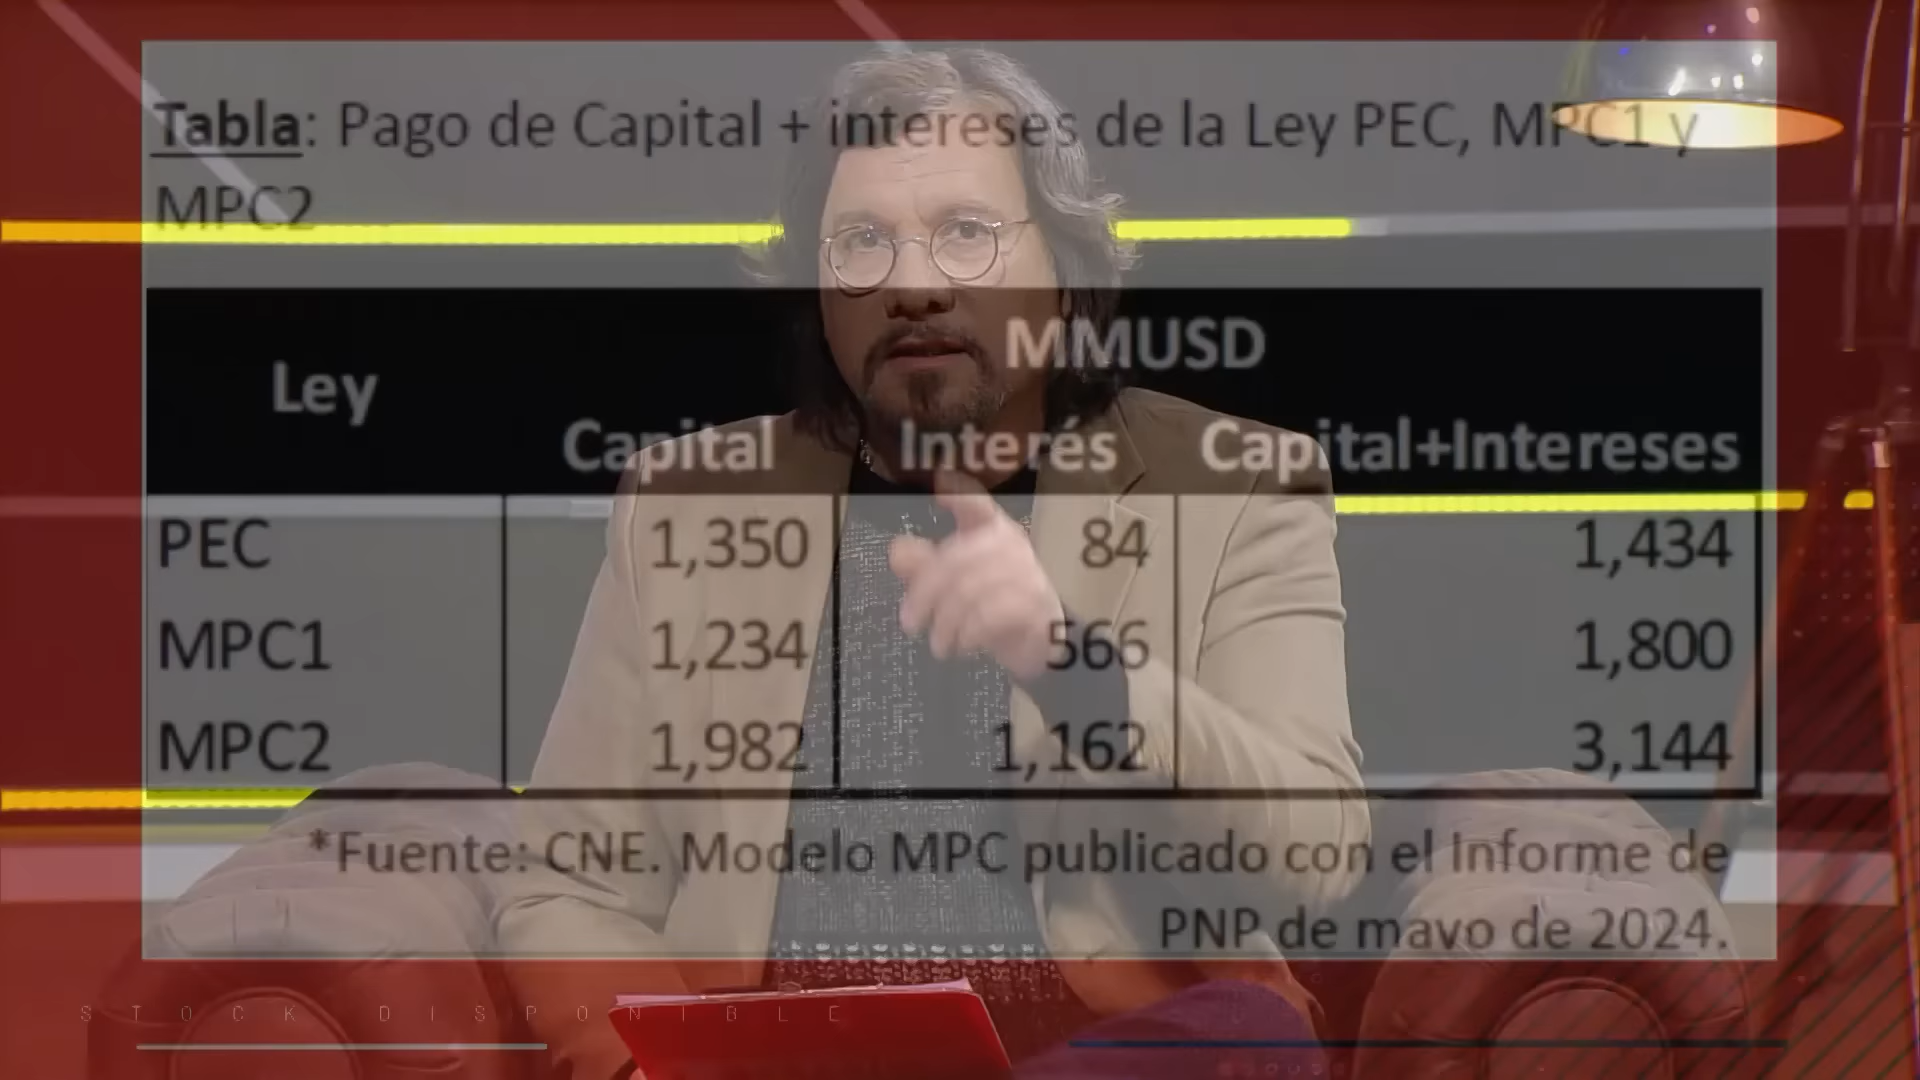 Tabla: Pago de Capital + intereses de la Ley PEC, MPC1 y
MPC2
Ley
MMUSD
Capital Interés Capital+Intereses
PEC 1,350 84 1,434
MPC1 1,234 566 1,800
MPC2 1,982 1,162 3,144
*Fuente: CNE. Modelo MPC publicado con el Informe de
PNP de mayo de 2024.
STOCK DISPONIBLE